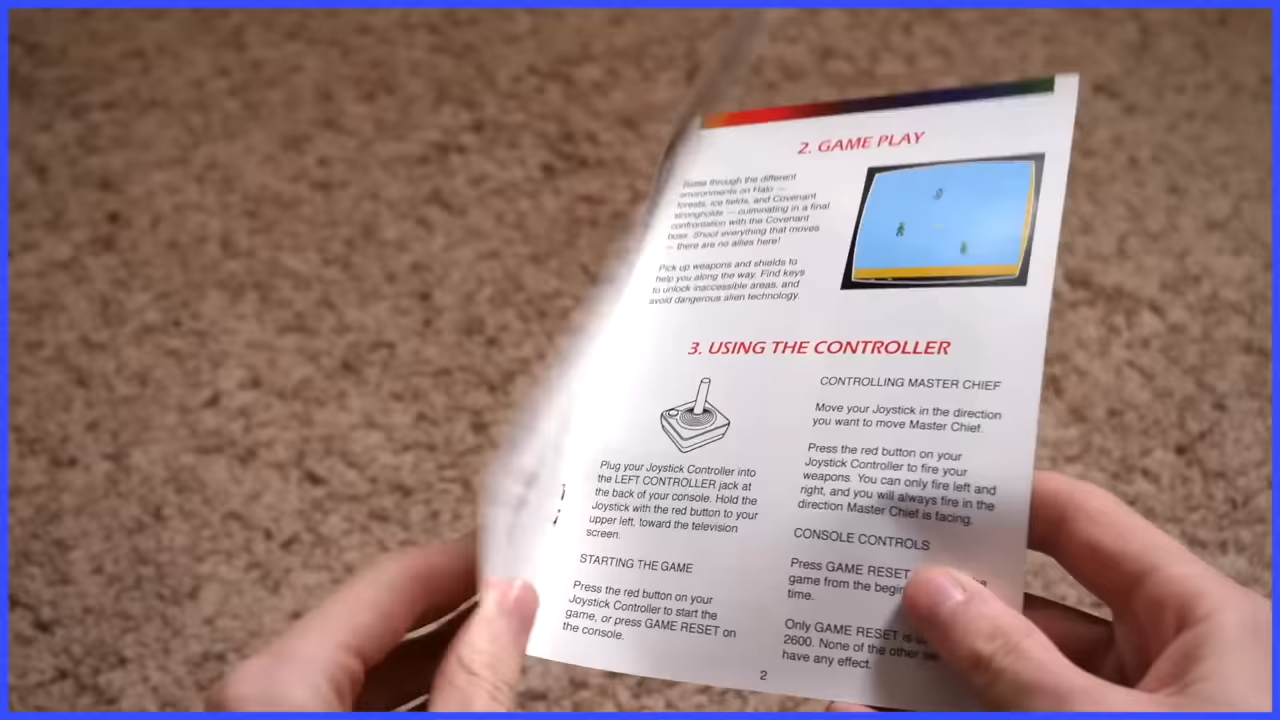 2. GAME PLAY
Battle through the different
environments on Halo —
forests, ice fields, and Covenant
strongholds — culminating in a final
confrontation with the Covenant
boss. Shoot everything that moves
— there are no allies here!
Pick up weapons and shields to
help you along the way. Find keys
to unlock inaccessible areas, and
avoid dangerous alien technology.
3. USING THE CONTROLLER
Plug your Joystick Controller into
the LEFT CONTROLLER jack at
the back of your console. Hold the
Joystick with the red button to your
upper left, toward the television
screen.
STARTING THE GAME
Press the red button on your
Joystick Controller to start the
game, or press GAME RESET on
the console.
CONTROLLING MASTER CHIEF
Move your Joystick in the direction
you want to move Master Chief.
Press the red button on your
Joystick Controller to fire your
weapons. You can only fire left and
right, and you will always fire in the
direction Master Chief is facing.
CONSOLE CONTROLS
Press GAME RESET
game from the
time.
Only GAME RESET is
2600. None of the other
have any effect.
2